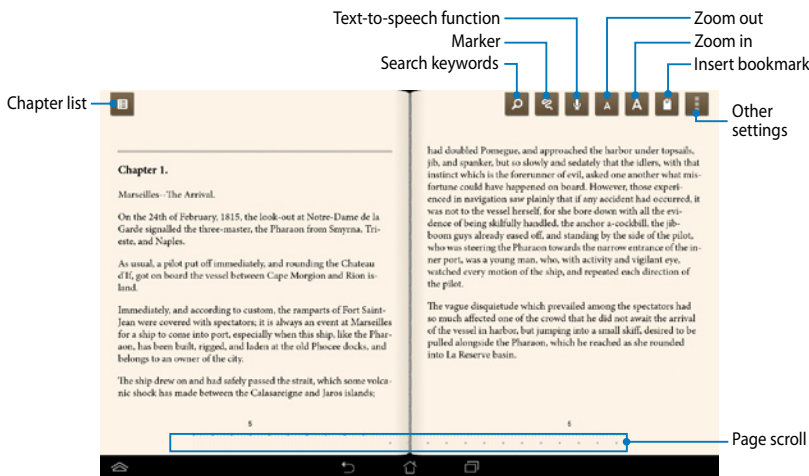 Text-to-speech function
Marker
Search keywords
Zoom out
Zoom in
Insert bookmark
Chapter list
Other
settings
A
A
Chapter 1.
Marseilles--The Arrival.
On the 24th of February, 1815, the look-out at Notre-Dame de la
Garde signalled the three-master, the Pharaon from Smyrna, Tri-
este, and Naples.
As usual, a pilot put off immediately, and rounding the Chateau
d'If, got on board the vessel between Cape Morgion and Rion is-
land.
Immediately, and according to custom, the ramparts of Fort Saint-
Jean were covered with spectators; it is always an event at Marseilles
for a ship to come into port, especially when this ship, like the Phar-
aon, has been built, rigged, and laden at the old Phocee docks, and
belongs to an owner of the city.
The ship drew on and had safely passed the strait, which some volca-
nic shock has made between the Calasareigne and Jaros islands;
5
had doubled Pomegue, and approached the harbor under topsails,
jib, and spanker, but so slowly and sedately that the idlers, with that
instinct which is the forerunner of evil, asked one another what mis-
fortune could have happened on board. However, those experi-
enced in navigation saw plainly that if any accident had occurred, it
was not to the vessel herself, for she bore down with all the evi-
dence of being skilfully handled, the anchor a-cockbill, the jib-
boom guys already eased off, and standing by the side of the pilot,
who was steering the Pharaon towards the narrow entrance of the in-
ner port, was a young man, who, with activity and vigilant eye,
watched every motion of the ship, and repeated each direction of
the pilot.
The vague disquietude which prevailed among the spectators had
so much affected one of the crowd that he did not await the arrival
of the vessel in harbor, but jumping into a small skiff, desired to be
pulled alongside the Pharaon, which he reached as she rounded
into La Reserve basin.
6
Page scroll